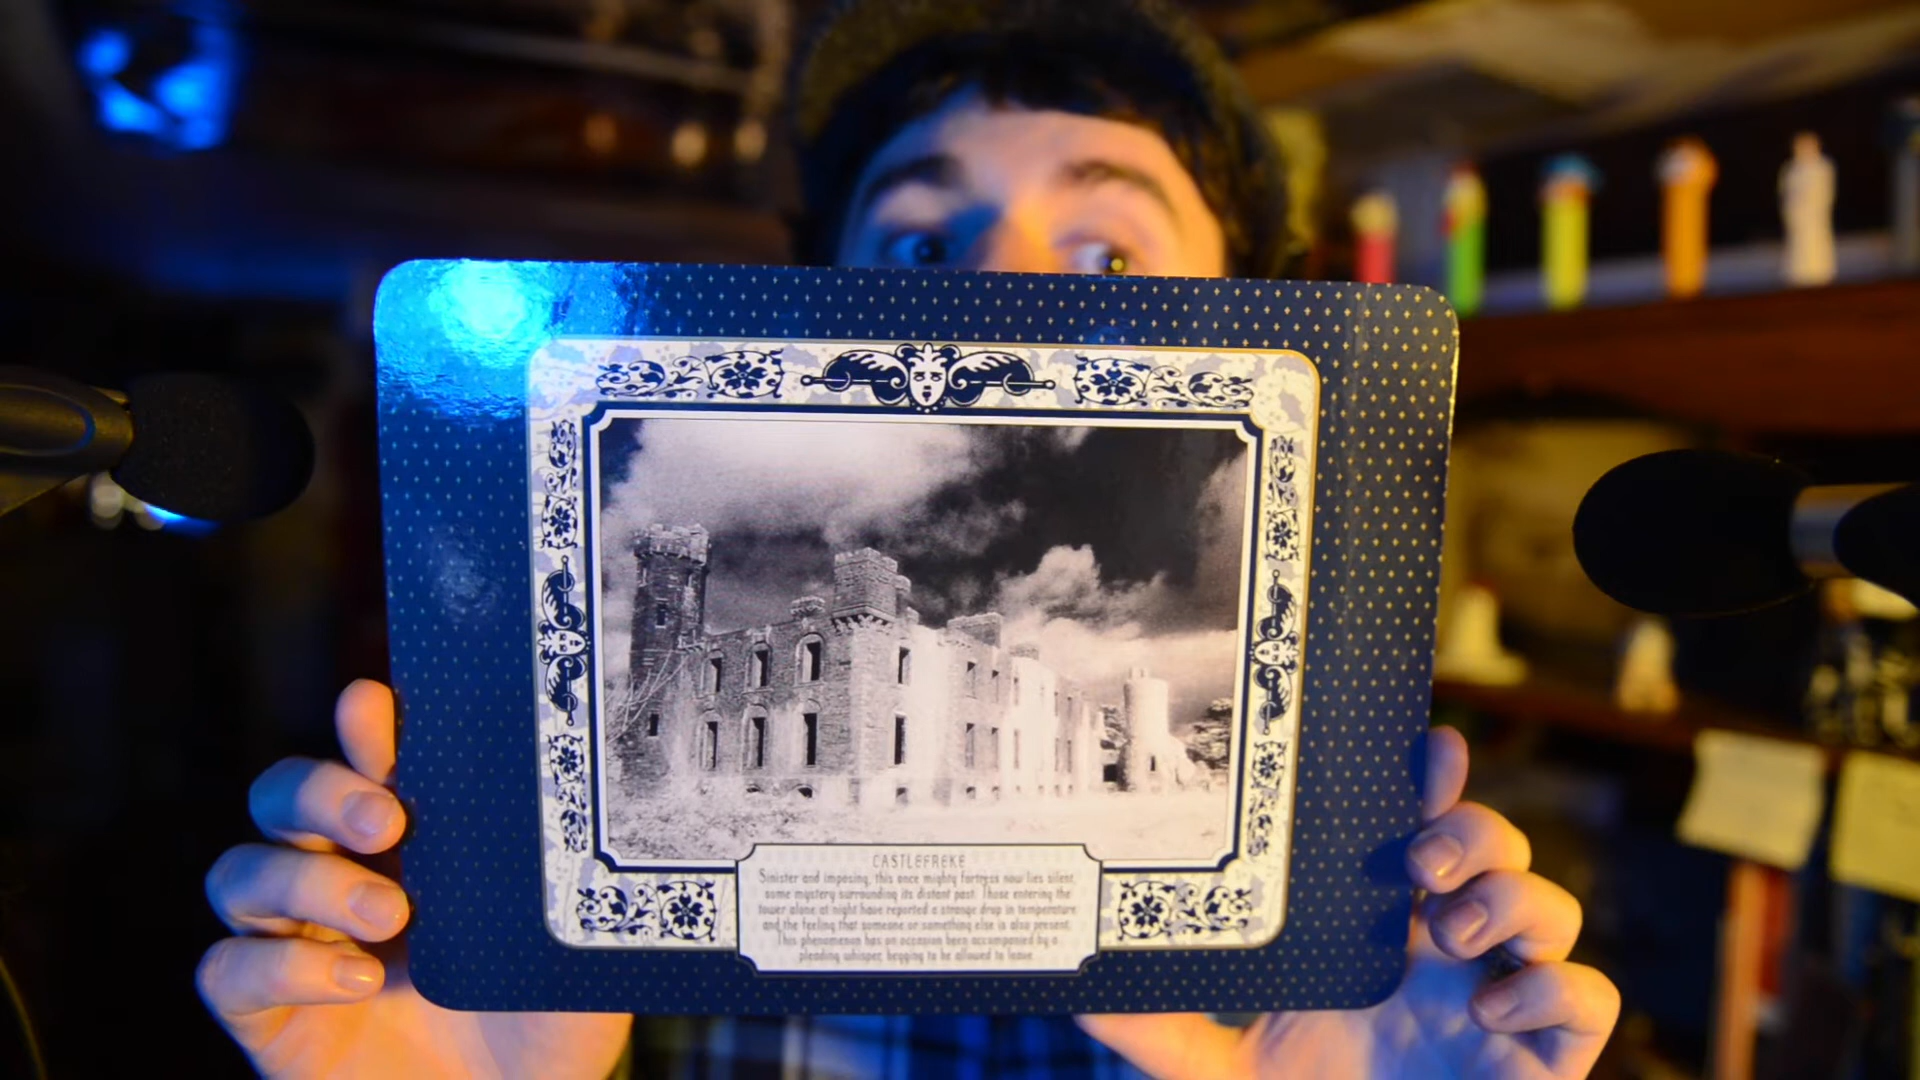 CASTLEFREKE
Sinister and imposing, this once mighty fortress now lies silent,
some mystery surrounding its distant past. Those entering the
tower alone at night have reported a strange drop in temperature
and the feeling that someone or something else is also present.
This phenomenon has on occasion been accompanied by a
pleading whisper, begging to be allowed to leave.